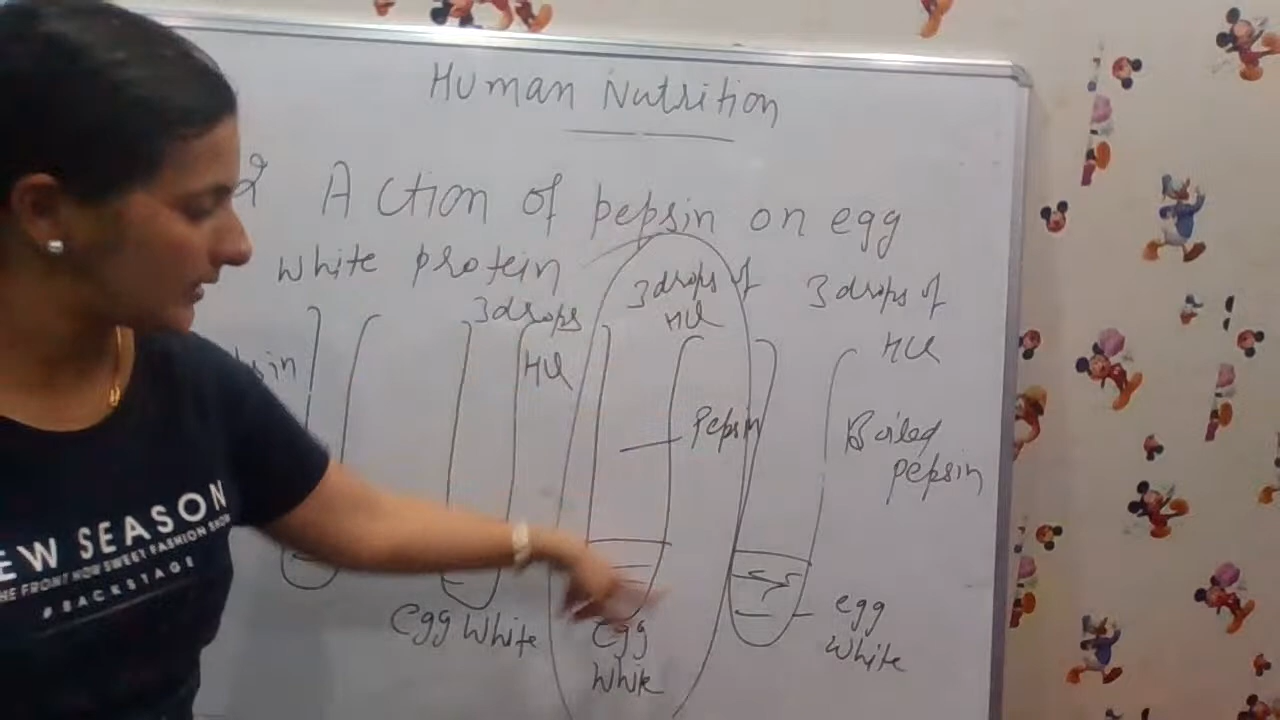 Human Nutrition
2 Action of pepsin on egg
white protein
3 drops
HCl
3 drops of
HCl
3 drops of
HCl
Pepsin
Boiled
pepsin
Egg White
Egg
White
egg
white
EW SEASON
#BACKSTAGE